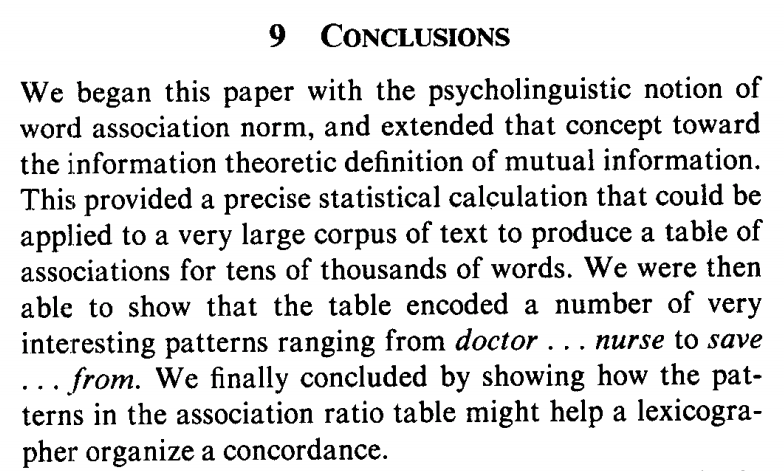 9 CONCLUSIONS
We began this paper with the psycholinguistic notion of
word association norm, and extended that concept toward
the information theoretic definition of mutual information.
This provided a precise statistical calculation that could be
applied to a very large corpus of text to produce a table of
associations for tens of thousands of words. We were then
able to show that the table encoded a number of very
interesting patterns ranging from doctor . . . nurse to save
. . . from. We finally concluded by showing how the pat-
terns in the association ratio table might help a lexicogra-
pher organize a concordance.